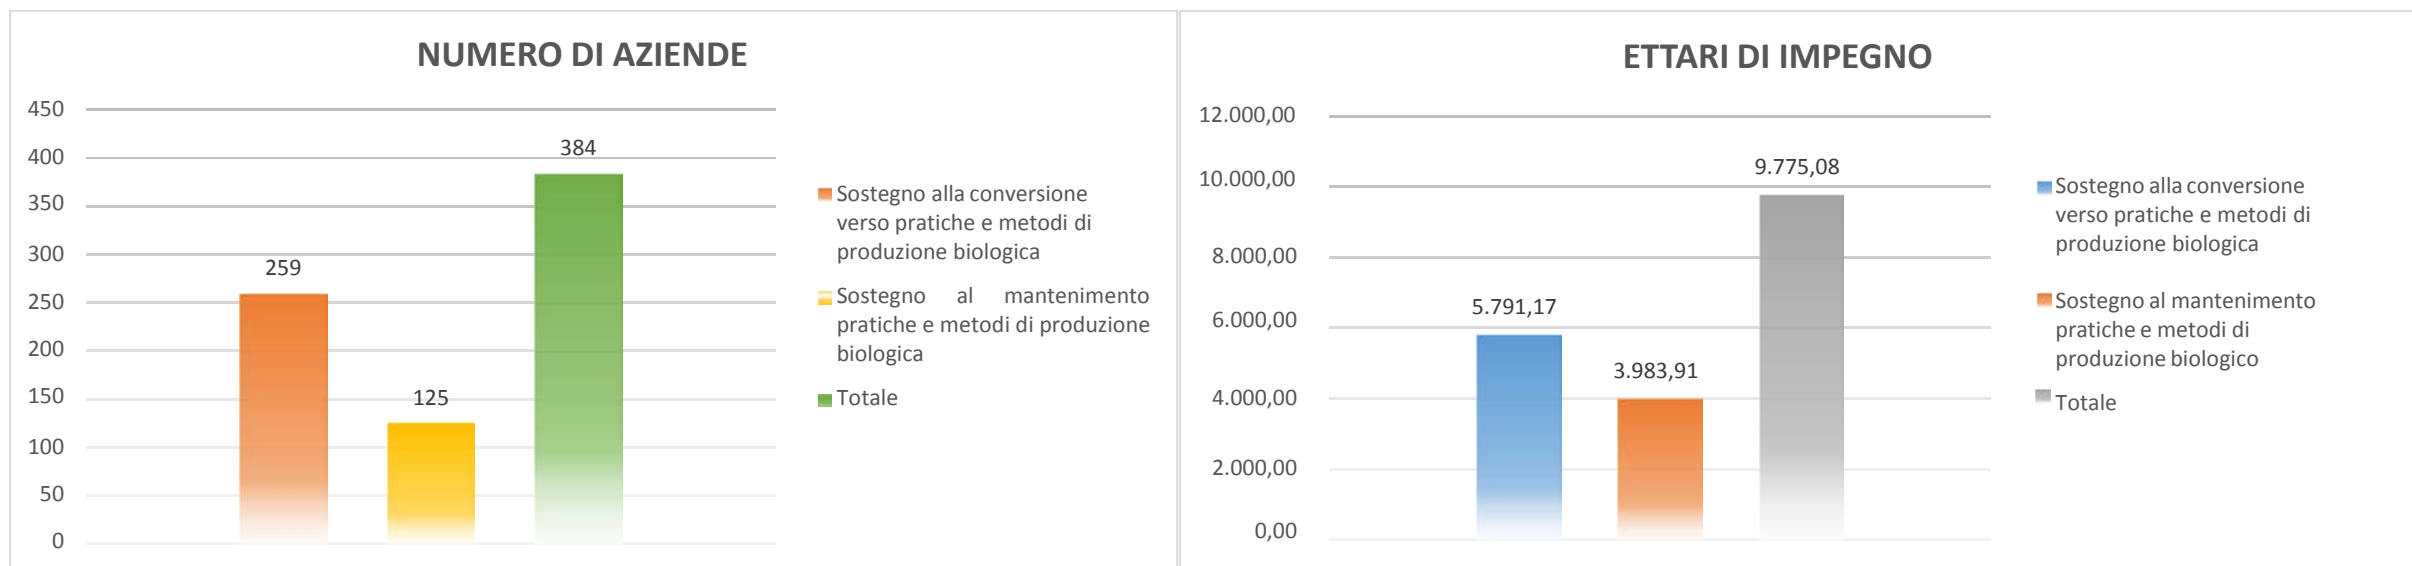 NUMERO DI AZIENDE
450
400
350
300
250
200
150
100
50
0
259
125
384
Sostegno alla conversione
verso pratiche e metodi di
produzione biologica
Sostegno al mantenimento
pratiche e metodi di produzione
biologica
Totale
ETTARI DI IMPEGNO
12.000,00
10.000,00
8.000,00
6.000,00
4.000,00
2.000,00
0,00
5.791,17
3.983,91
9.775,08
Sostegno alla conversione
verso pratiche e metodi di
produzione biologica
Sostegno al mantenimento
pratiche e metodi di
produzione biologico
Totale